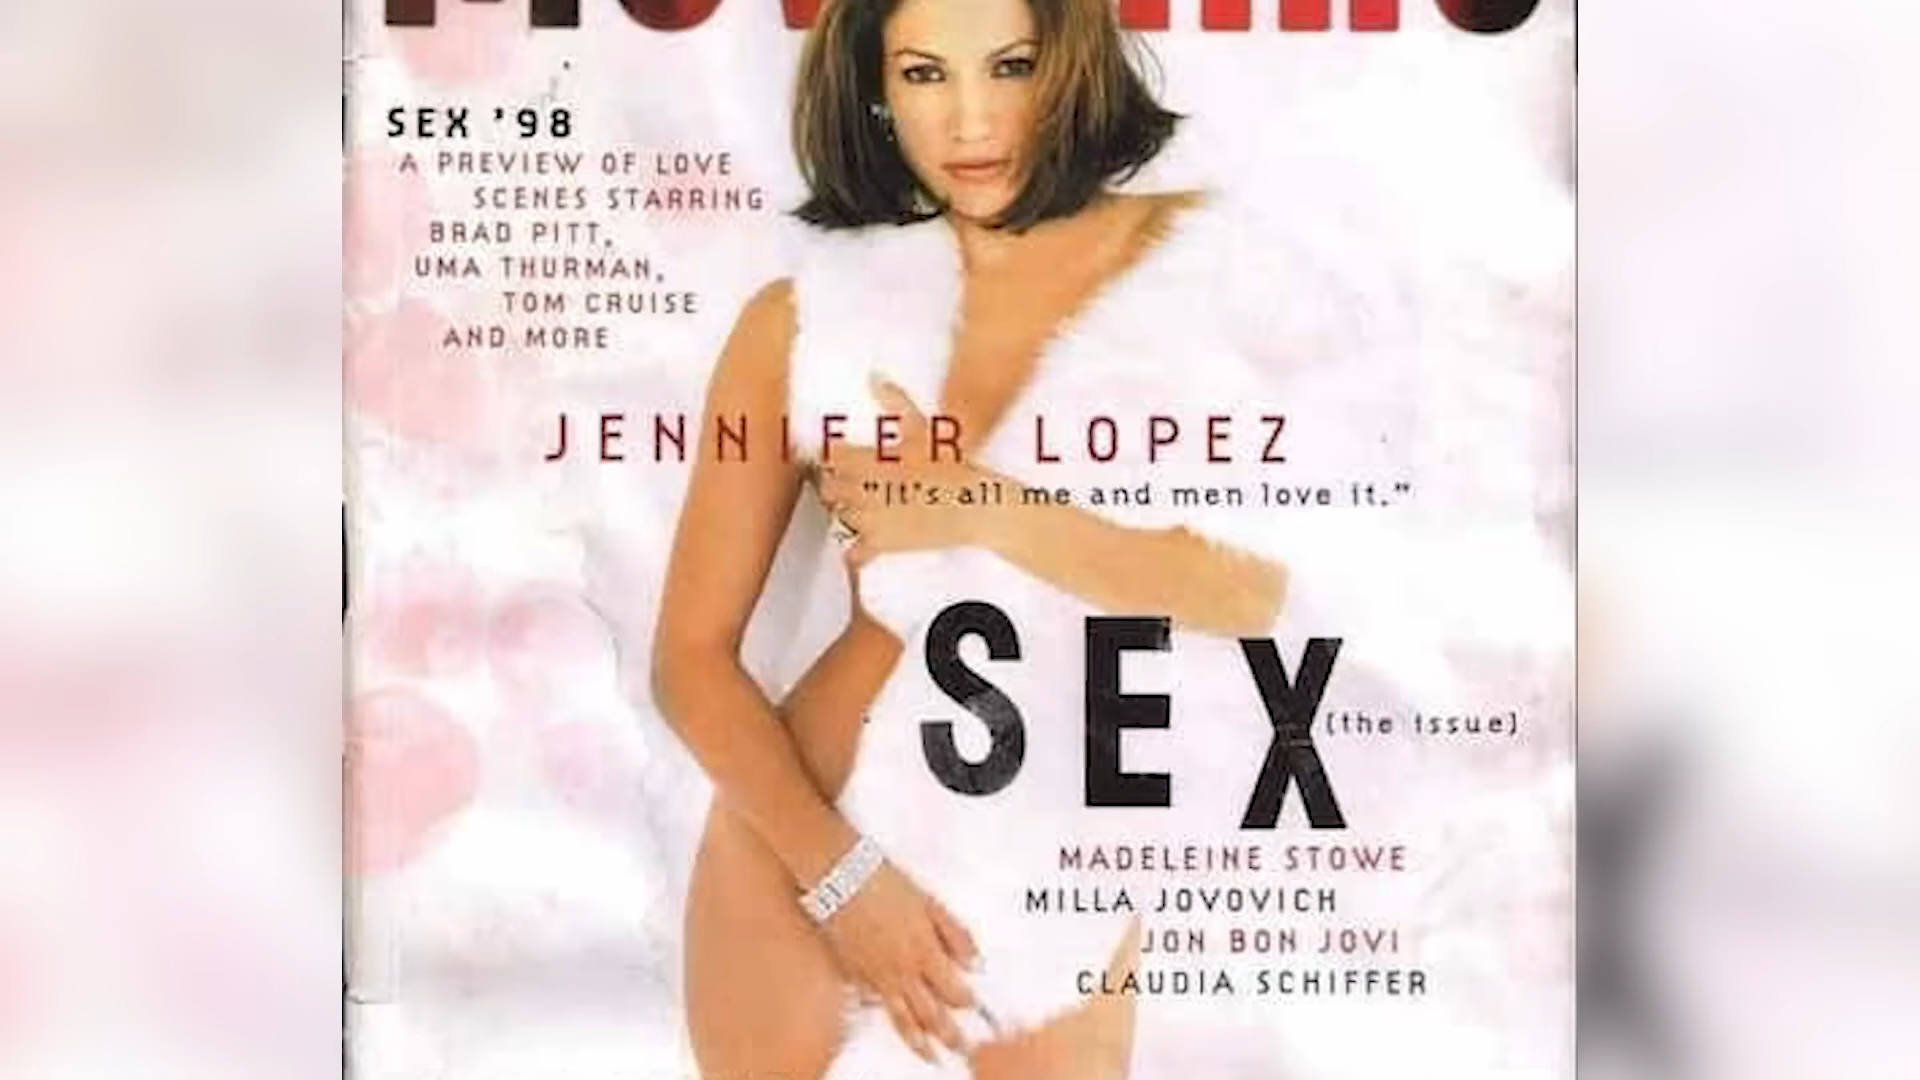 SEX '98
A PREVIEW OF LOVE
SCENES STARRING
BRAD PITT,
UMA THURMAN,
TOM CRUISE
AND MORE
JENNIFER LOPEZ
"It's all me and men love it."
SEX
[the issue]
MADELEINE STOWE
MILLA JOVOVICH
JON BON JOVI
CLAUDIA SCHIFFER